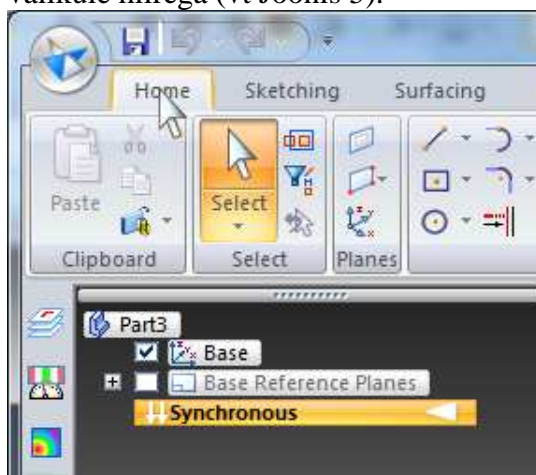 Home Sketching Surfacing
Paste
Select
Clipboard Select Planes
Part3
Base
Base Reference Planes
Synchronous